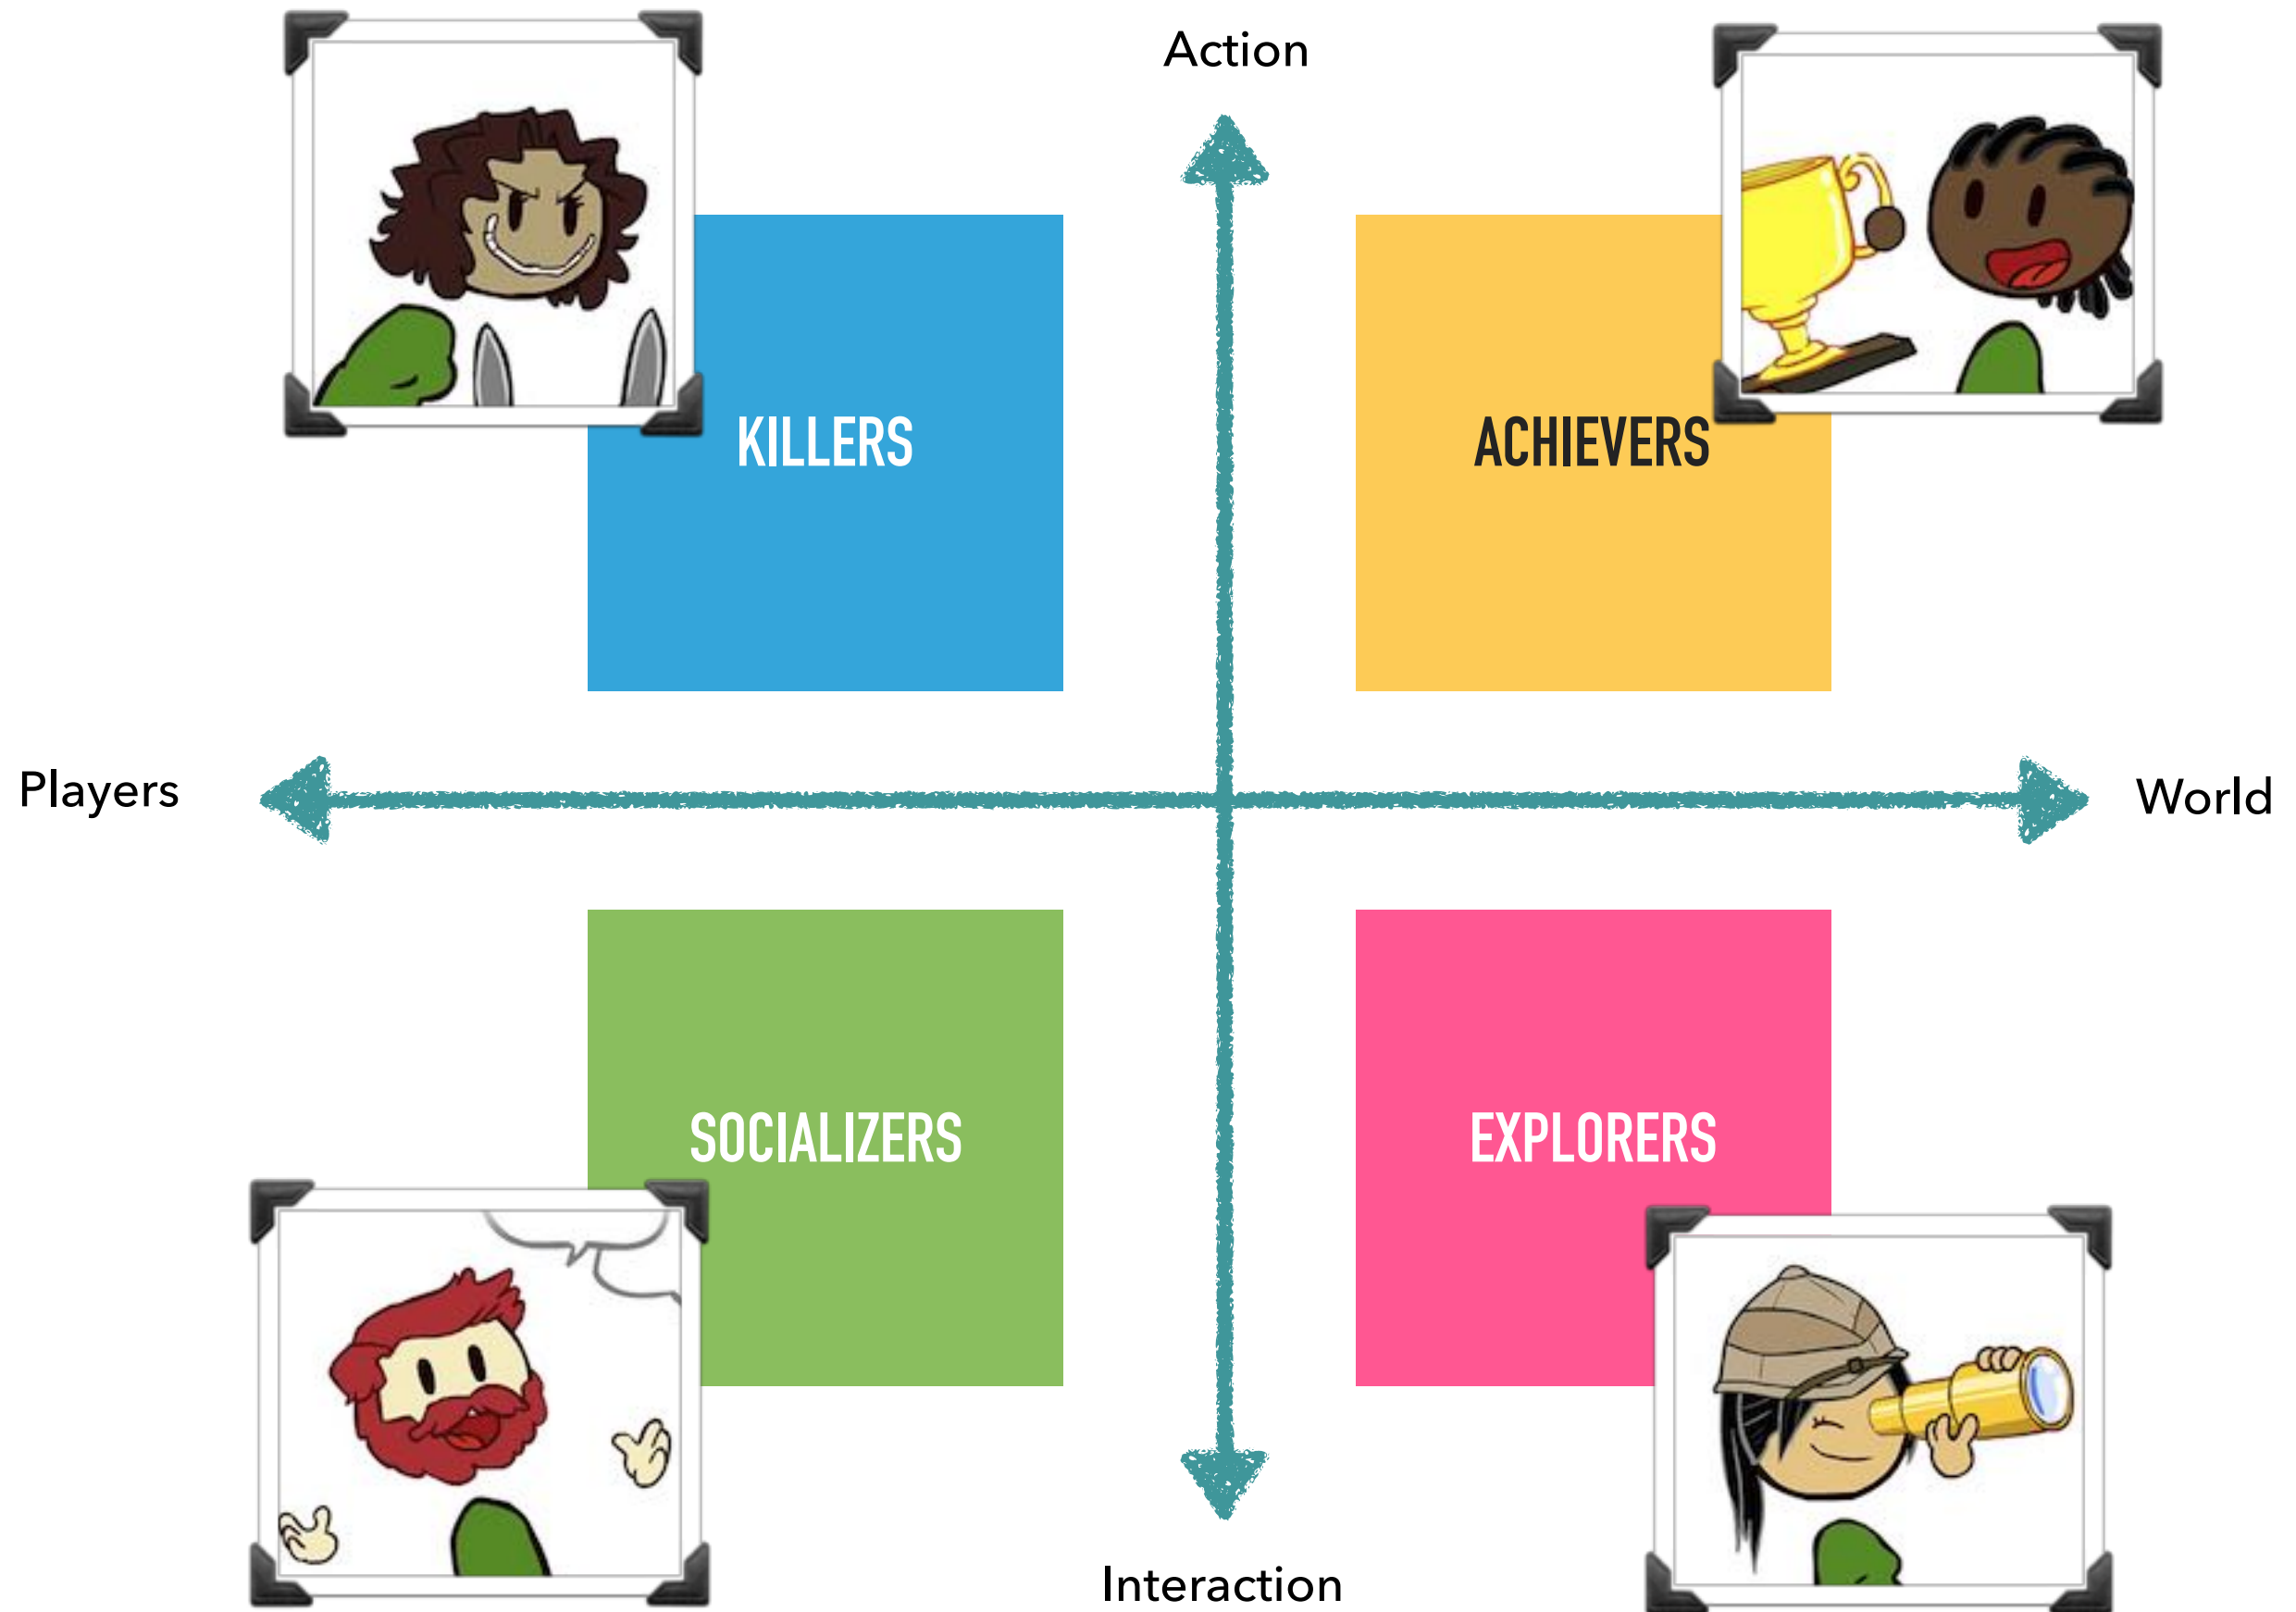 Action
KILLERS
ACHIEVERS
Players
World
SOCIALIZERS
EXPLORERS
Interaction